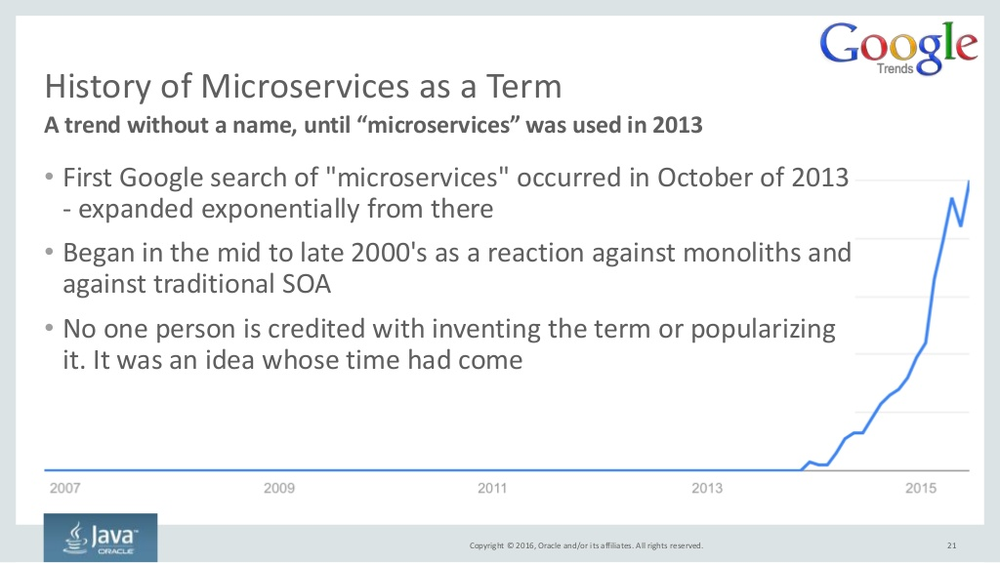 Google
Trends
History of Microservices as a Term
A trend without a name, until “microservices” was used in 2013
• First Google search of "microservices" occurred in October of 2013
- expanded exponentially from there
• Began in the mid to late 2000's as a reaction against monoliths and
against traditional SOA
• No one person is credited with inventing the term or popularizing
it. It was an idea whose time had come
2007 2009 2011 2013 2015
Java™
ORACLE
Copyright © 2016, Oracle and/or its affiliates. All rights reserved.
21